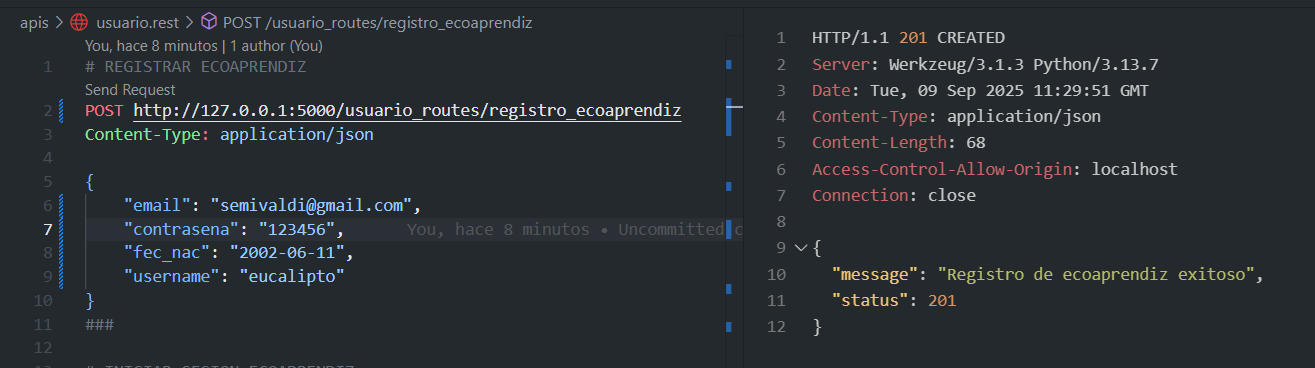 apis > usuario.rest > POST /usuario_routes/registro_ecoaprendiz
You, hace 8 minutos | 1 author (You)
1 # REGISTRAR ECOAPRENDIZ
Send Request
2 POST http://127.0.0.1:5000/usuario_routes/registro_ecoaprendiz
3 Content-Type: application/json
4
5 {
6 "email": "semivaldi@gmail.com",
7 "contrasena": "123456", You, hace 8 minutos • Uncommitted c
8 "fec_nac": "2002-06-11",
9 "username": "eucalipto"
10 }
11 ###
12
# INICIAR SESION ECOAPRENDIZ
1 HTTP/1.1 201 CREATED
2 Server: Werkzeug/3.1.3 Python/3.13.7
3 Date: Tue, 09 Sep 2025 11:29:51 GMT
4 Content-Type: application/json
5 Content-Length: 68
6 Access-Control-Allow-Origin: localhost
7 Connection: close
8
9 {
10 "message": "Registro de ecoaprendiz exitoso",
11 "status": 201
12 }